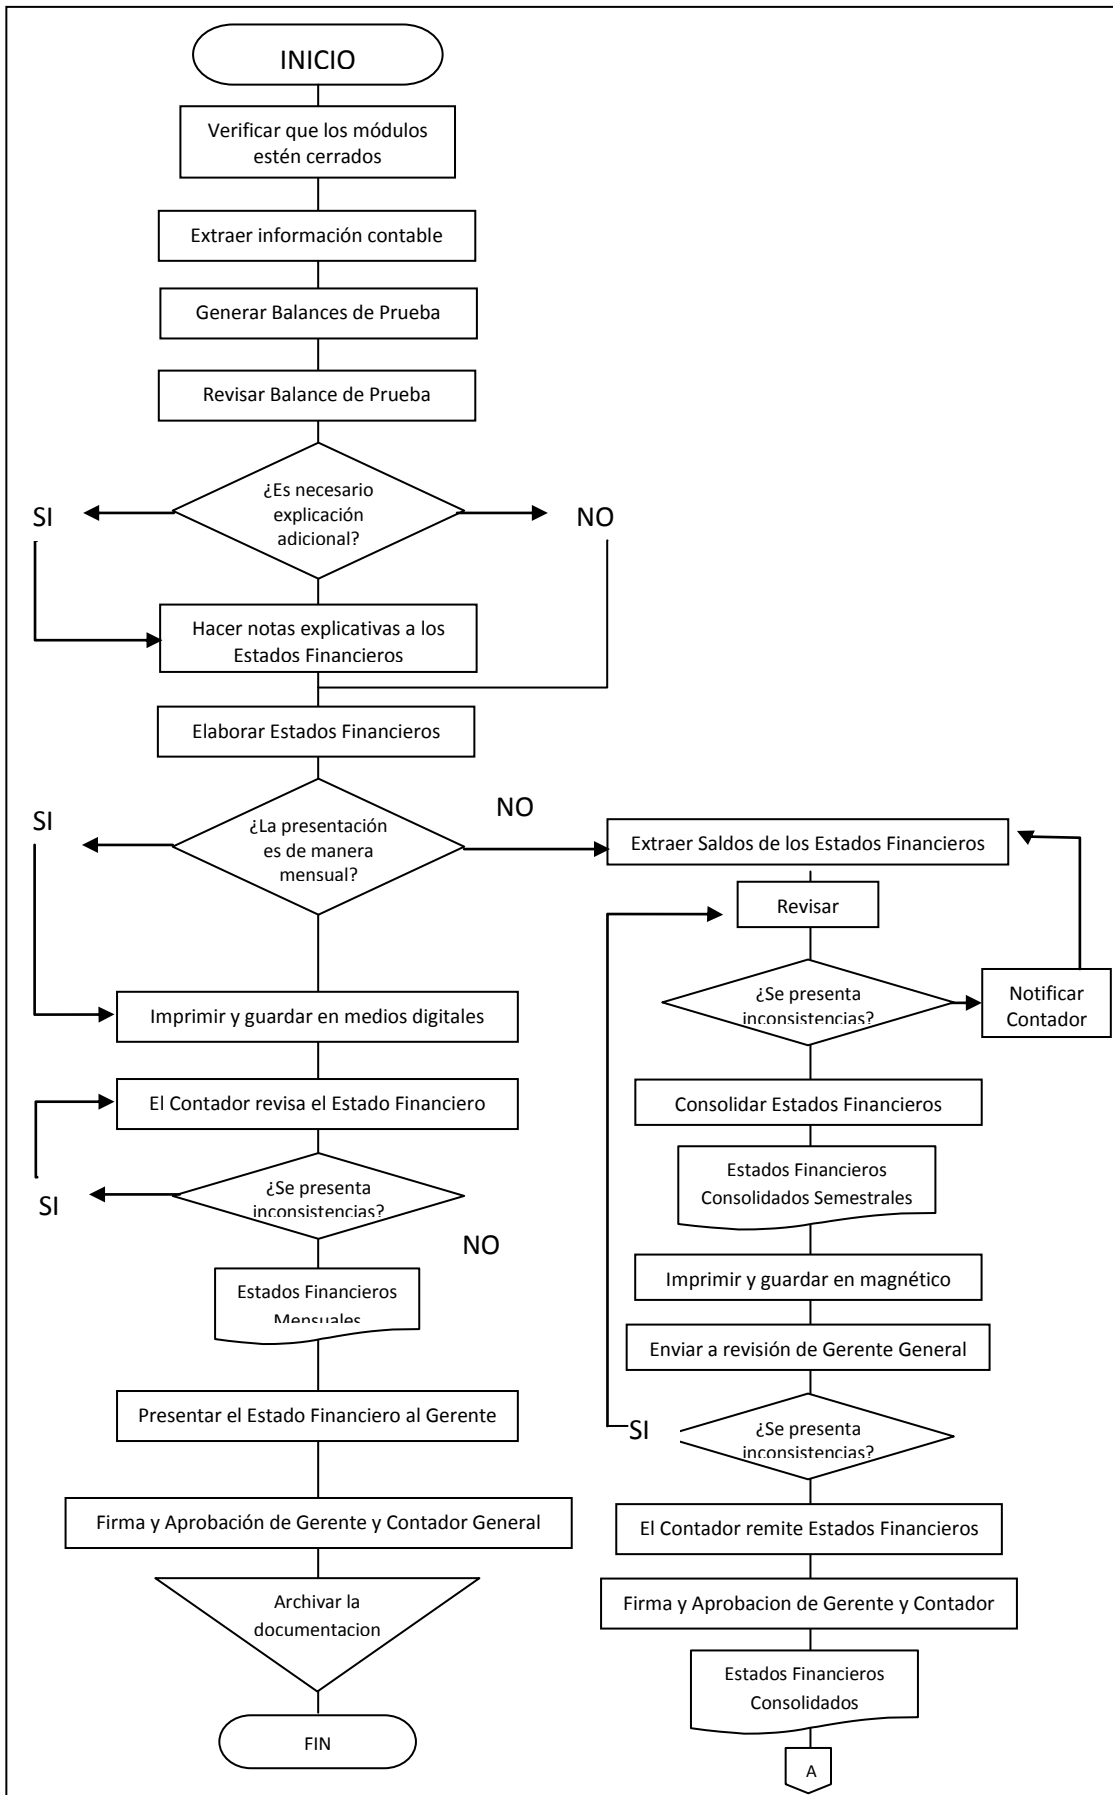 INICIO
Verificar que los módulos
estén cerrados
Extraer información contable
Generar Balances de Prueba
Revisar Balance de Prueba
¿Es necesario
explicación
adicional?
SI
NO
Hacer notas explicativas a los
Estados Financieros
Elaborar Estados Financieros
¿La presentación
es de manera
mensual?
SI
NO
Imprimir y guardar en medios digitales
El Contador revisa el Estado Financiero
¿Se presenta
inconsistencias?
SI
NO
Estados Financieros
Mensuales
Presentar el Estado Financiero al Gerente
Firma y Aprobación de Gerente y Contador General
Archivar la
documentacion
FIN
Extraer Saldos de los Estados Financieros
Revisar
¿Se presenta
inconsistencias?
Notificar
Contador
Consolidar Estados Financieros
Estados Financieros
Consolidados Semestrales
Imprimir y guardar en magnético
Enviar a revisión de Gerente General
¿Se presenta
inconsistencias?
SI
El Contador remite Estados Financieros
Firma y Aprobacion de Gerente y Contador
Estados Financieros
Consolidados
A